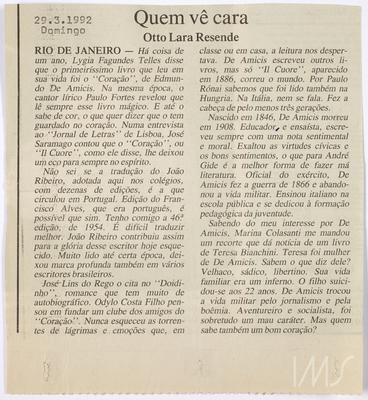 29.3.1992
Domingo
Quem vê cara
Otto Lara Resende
RIO DE JANEIRO — Há coisa de
um ano, Lygia Fagundes Telles disse
que o primeiríssimo livro que leu em
sua vida foi o "Coração", de Edmun-
do De Amicis. Na mesma época, o
cantor lírico Paulo Fortes revelou que
lê sempre esse livro mágico. E até o
sabe de cor, o que quer dizer que o tem
guardado no coração. Numa entrevista
ao "Jornal de Letras" de Lisboa, José
Saramago contou que o "Coração", ou
"Il Cuore", como ele disse, lhe deixou
um eco para sempre no espírito.
Não sei se a tradução do João
Ribeiro, adotada aqui nos colégios,
com dezenas de edições, é a que
circulou em Portugal. Edição do Fran-
cisco Alves, que era português, é
possível que sim. Tenho comigo a 46ª
edição, de 1954. É difícil traduzir
melhor. João Ribeiro contribuiu assim
para a glória desse escritor hoje esque-
cido. Muito lido até certa época, dei-
xou marca profunda também em vários
escritores brasileiros.
José Lins do Rego o cita no "Doidi-
nho", romance que tem muito de
autobiográfico. Odylo Costa Filho pen-
sou em fundar um clube dos amigos do
"Coração". Nunca esqueceu as torren-
tes de lágrimas e emoções que, em
classe ou em casa, a leitura nos desper-
tava. De Amicis escreveu outros li-
vros, mas só "Il Cuore", aparecido
em 1886, correu o mundo. Por Paulo
Rónai sabemos que foi lido também na
Hungria. Na Itália, nem se fala. Fez a
cabeça de pelo menos três gerações.
Nascido em 1846, De Amicis morreu
em 1908. Educador e ensaísta, escre-
veu sempre com uma nota sentimental
e moral. Exaltou as virtudes cívicas e
os bons sentimentos, o que para André
Gide é a melhor forma de fazer má
literatura. Oficial do exército, De
Amicis fez a guerra de 1866 e abando-
nou a vida militar. Ensinou italiano na
escola pública e se dedicou à formação
pedagógica da juventude.
Sabendo do meu interesse por De
Amicis, Marina Colasanti me mandou
um recorte que dá notícia de um livro
de Teresa Bianchini. Teresa foi mulher
de De Amicis. Sabem o que diz dele?
Velhaco, sádico, libertino. Sua vida
familiar era um inferno. O filho suici-
dou-se aos 22 anos. De Amicis trocou
a vida militar pelo jornalismo e pela
boêmia. Aventureiro e socialista, foi
sobretudo um mau caráter. Mas quem
sabe também um bom coração?
IMS